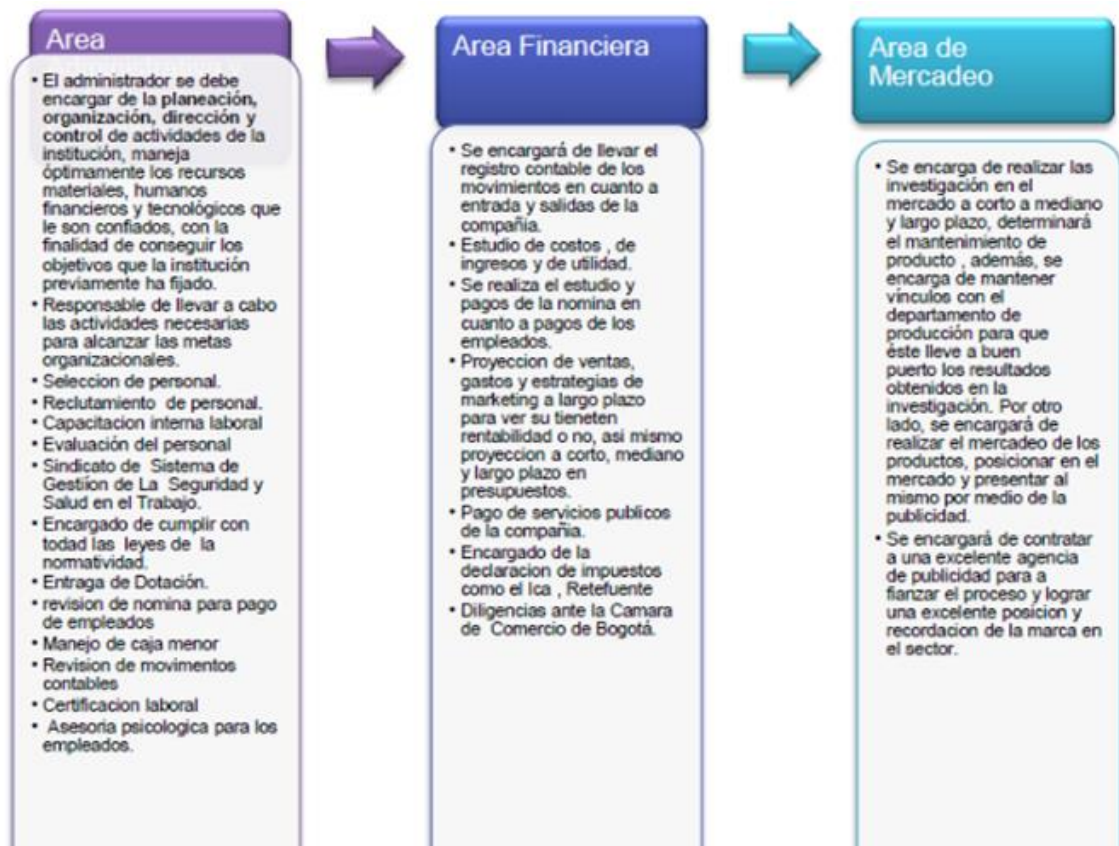 Area
• El administrador se debe
encargar de la planeación,
organización, dirección y
control de actividades de la
institución, maneja
óptimamente los recursos
materiales, humanos
financieros y tecnológicos que
le son confiados, con la
finalidad de conseguir los
objetivos que la institución
previamente ha fijado.
• Responsable de llevar a cabo
las actividades necesarias
para alcanzar las metas
organizacionales.
• Seleccion de personal.
• Reclutamiento de personal.
• Capacitacion interna laboral
• Evaluación del personal
• Sindicato de Sistema de
Gestiion de La Seguridad y
Salud en el Trabajo.
• Encargado de cumplir con
todad las leyes de la
normatividad.
• Entraga de Dotación.
• revision de nomina para pago
de empleados
• Manejo de caja menor
• Revision de movimentos
contables
• Certificacion laboral
• Asesoria psicologica para los
empleados.
Area Financiera
• Se encargará de llevar el
registro contable de los
movimientos en cuanto a
entrada y salidas de la
compañia.
• Estudio de costos , de
ingresos y de utilidad.
• Se realiza el estudio y
pagos de la nomina en
cuanto a pagos de los
empleados.
• Proyeccion de ventas,
gastos y estrategias de
marketing a largo plazo
para ver su tieneten
rentabilidad o no, asi mismo
proyeccion a corto, mediano
y largo plazo en
presupuestos.
• Pago de servicios publicos
de la compañia.
• Encargado de la
declaracion de impuestos
como el Ica , Retefuente
• Diligencias ante la Camara
de Comercio de Bogotá.
Area de
Mercadeo
• Se encarga de realizar las
investigación en el
mercado a corto a mediano
y largo plazo, determinará
el mantenimiento de
producto , además, se
encarga de mantener
vínculos con el
departamento de
producción para que
éste lleve a buen
puerto los resultados
obtenidos en la
investigación. Por otro
lado, se encargará de
realizar el mercadeo de los
productos, posicionar en el
mercado y presentar al
mismo por medio de la
publicidad.
• Se encargará de contratar
a una excelente agencia
de publicidad para a
fianzar el proceso y lograr
una excelente posicion y
recordacion de la marca en
el sector.